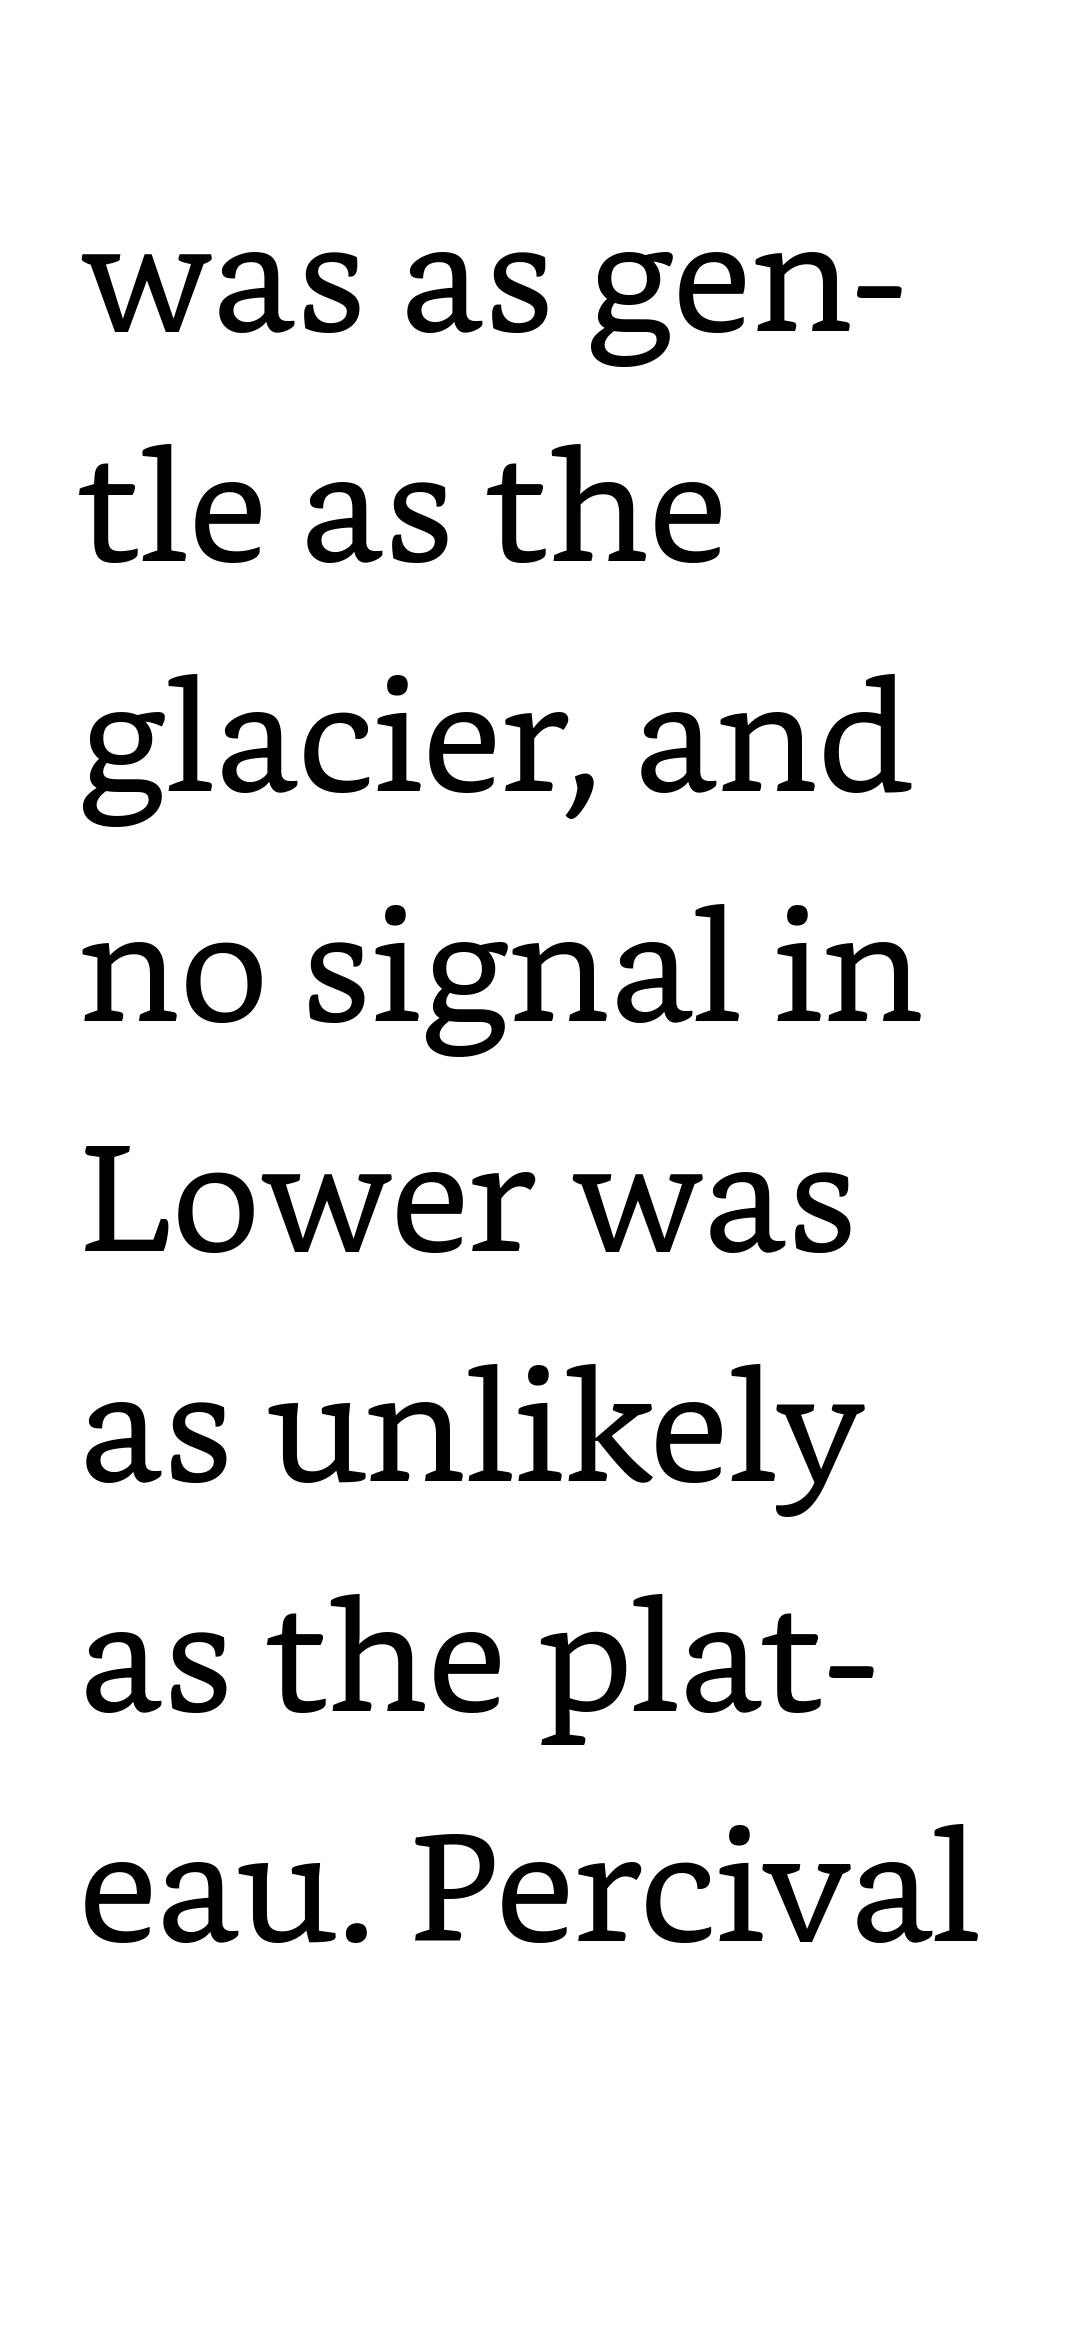 was as gen-
tle as the
glacier, and
no signal in
Lower was
as unlikely
as the plat-
eau. Percival